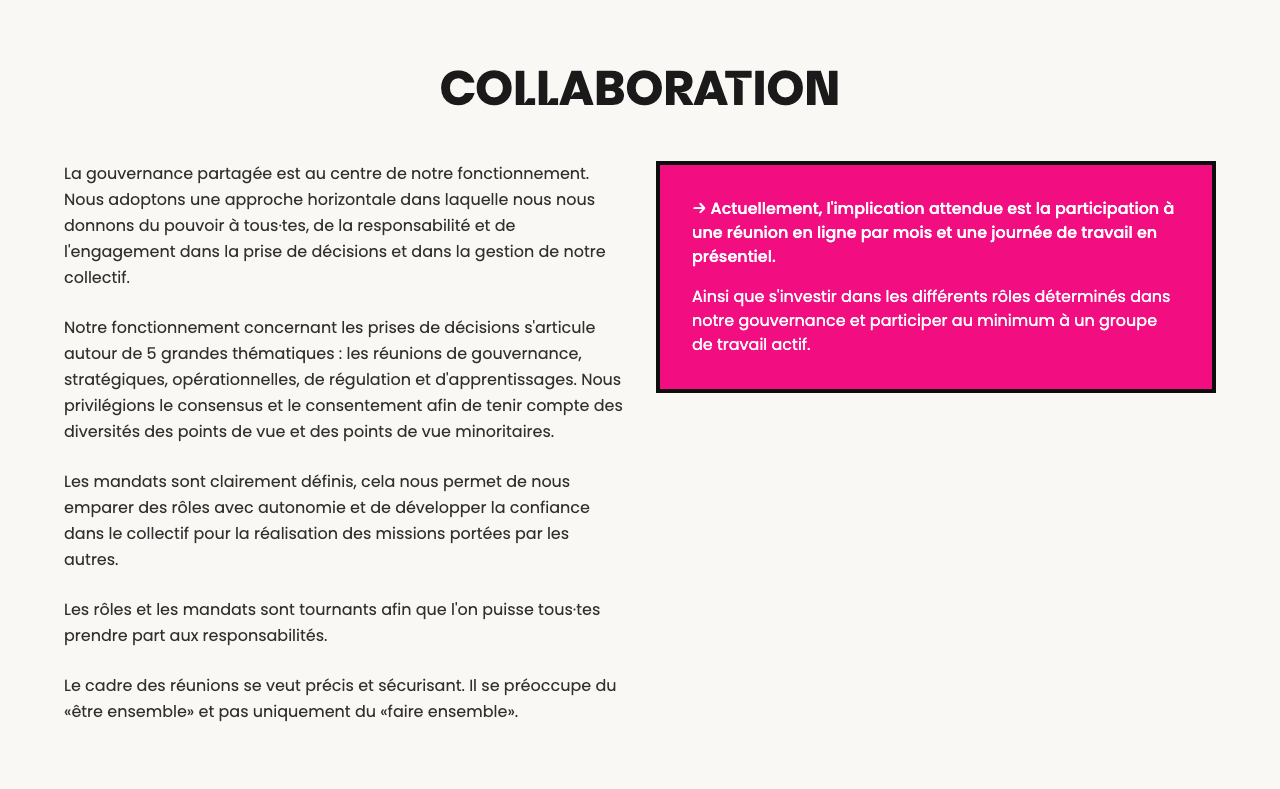 COLLABORATION
La gouvernance partagée est au centre de notre fonctionnement.
Nous adoptons une approche horizontale dans laquelle nous nous
donnons du pouvoir à tous·tes, de la responsabilité et de
l'engagement dans la prise de décisions et dans la gestion de notre
collectif.
Notre fonctionnement concernant les prises de décisions s'articule
autour de 5 grandes thématiques : les réunions de gouvernance,
stratégiques, opérationnelles, de régulation et d'apprentissages. Nous
privilégions le consensus et le consentement afin de tenir compte des
diversités des points de vue et des points de vue minoritaires.
Les mandats sont clairement définis, cela nous permet de nous
emparer des rôles avec autonomie et de développer la confiance
dans le collectif pour la réalisation des missions portées par les
autres.
Les rôles et les mandats sont tournants afin que l'on puisse tous·tes
prendre part aux responsabilités.
Le cadre des réunions se veut précis et sécurisant. Il se préoccupe du
«être ensemble» et pas uniquement du «faire ensemble».
→ Actuellement, l'implication attendue est la participation à
une réunion en ligne par mois et une journée de travail en
présentiel.
Ainsi que s'investir dans les différents rôles déterminés dans
notre gouvernance et participer au minimum à un groupe
de travail actif.